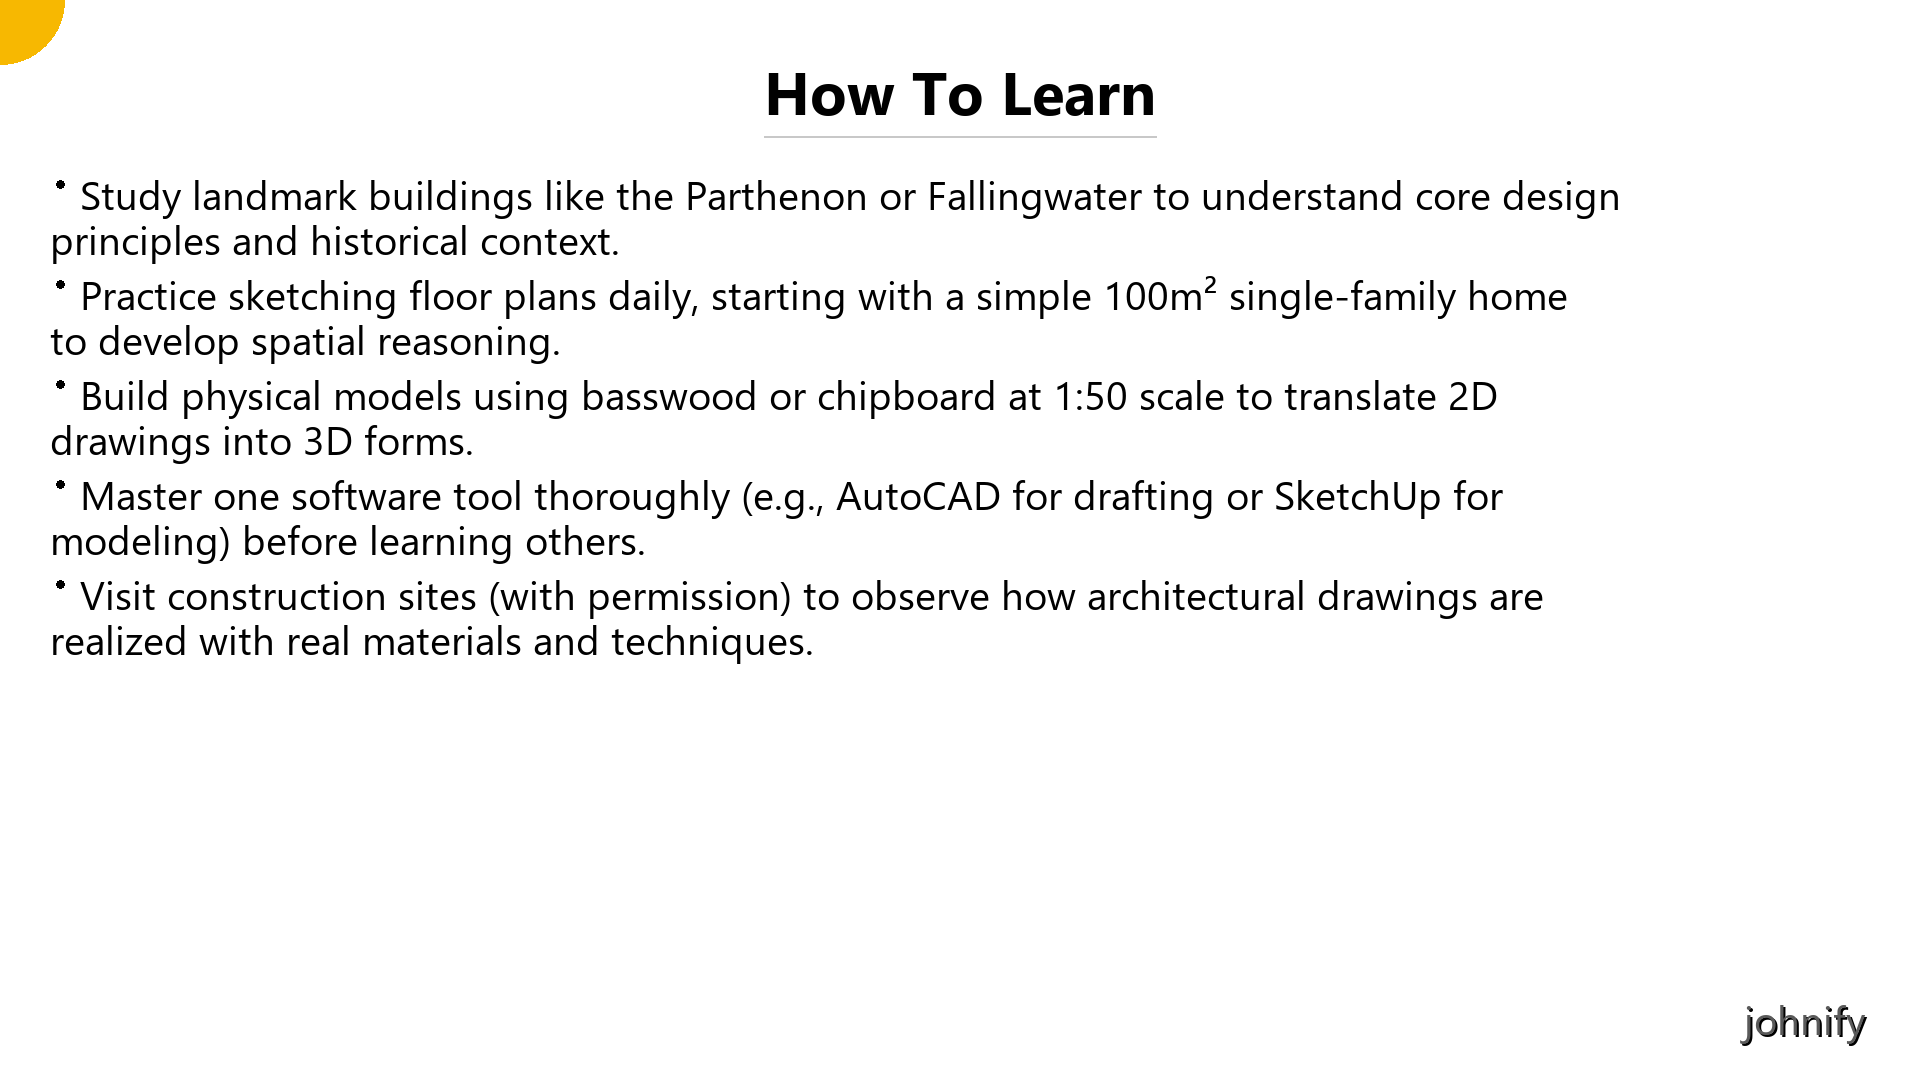 How To Learn
• Study landmark buildings like the Parthenon or Fallingwater to understand core design
principles and historical context.
• Practice sketching floor plans daily, starting with a simple 100m² single-family home
to develop spatial reasoning.
• Build physical models using basswood or chipboard at 1:50 scale to translate 2D
drawings into 3D forms.
• Master one software tool thoroughly (e.g., AutoCAD for drafting or SketchUp for
modeling) before learning others.
• Visit construction sites (with permission) to observe how architectural drawings are
realized with real materials and techniques.
johnify